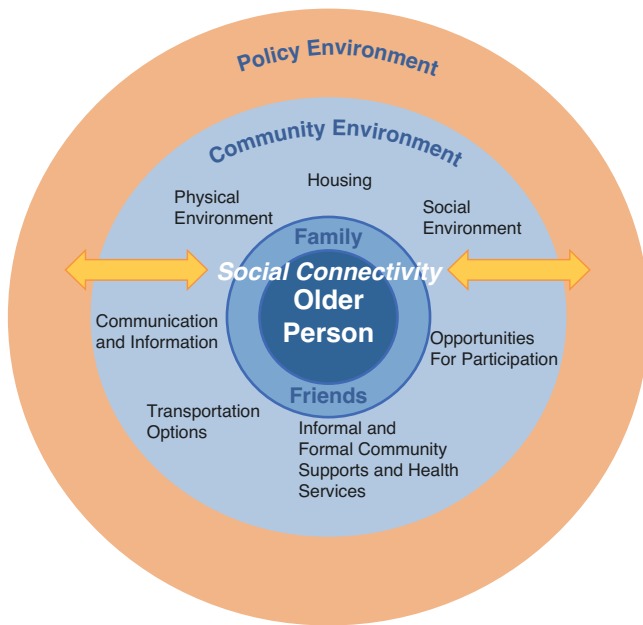 Policy Environment
Community Environment
Housing
Physical
Environment
Social
Environment
Family
Social Connectivity
Older
Person
Communication
and Information
Opportunities
For Participation
Friends
Transportation
Options
Informal and
Formal Community
Supports and Health
Services